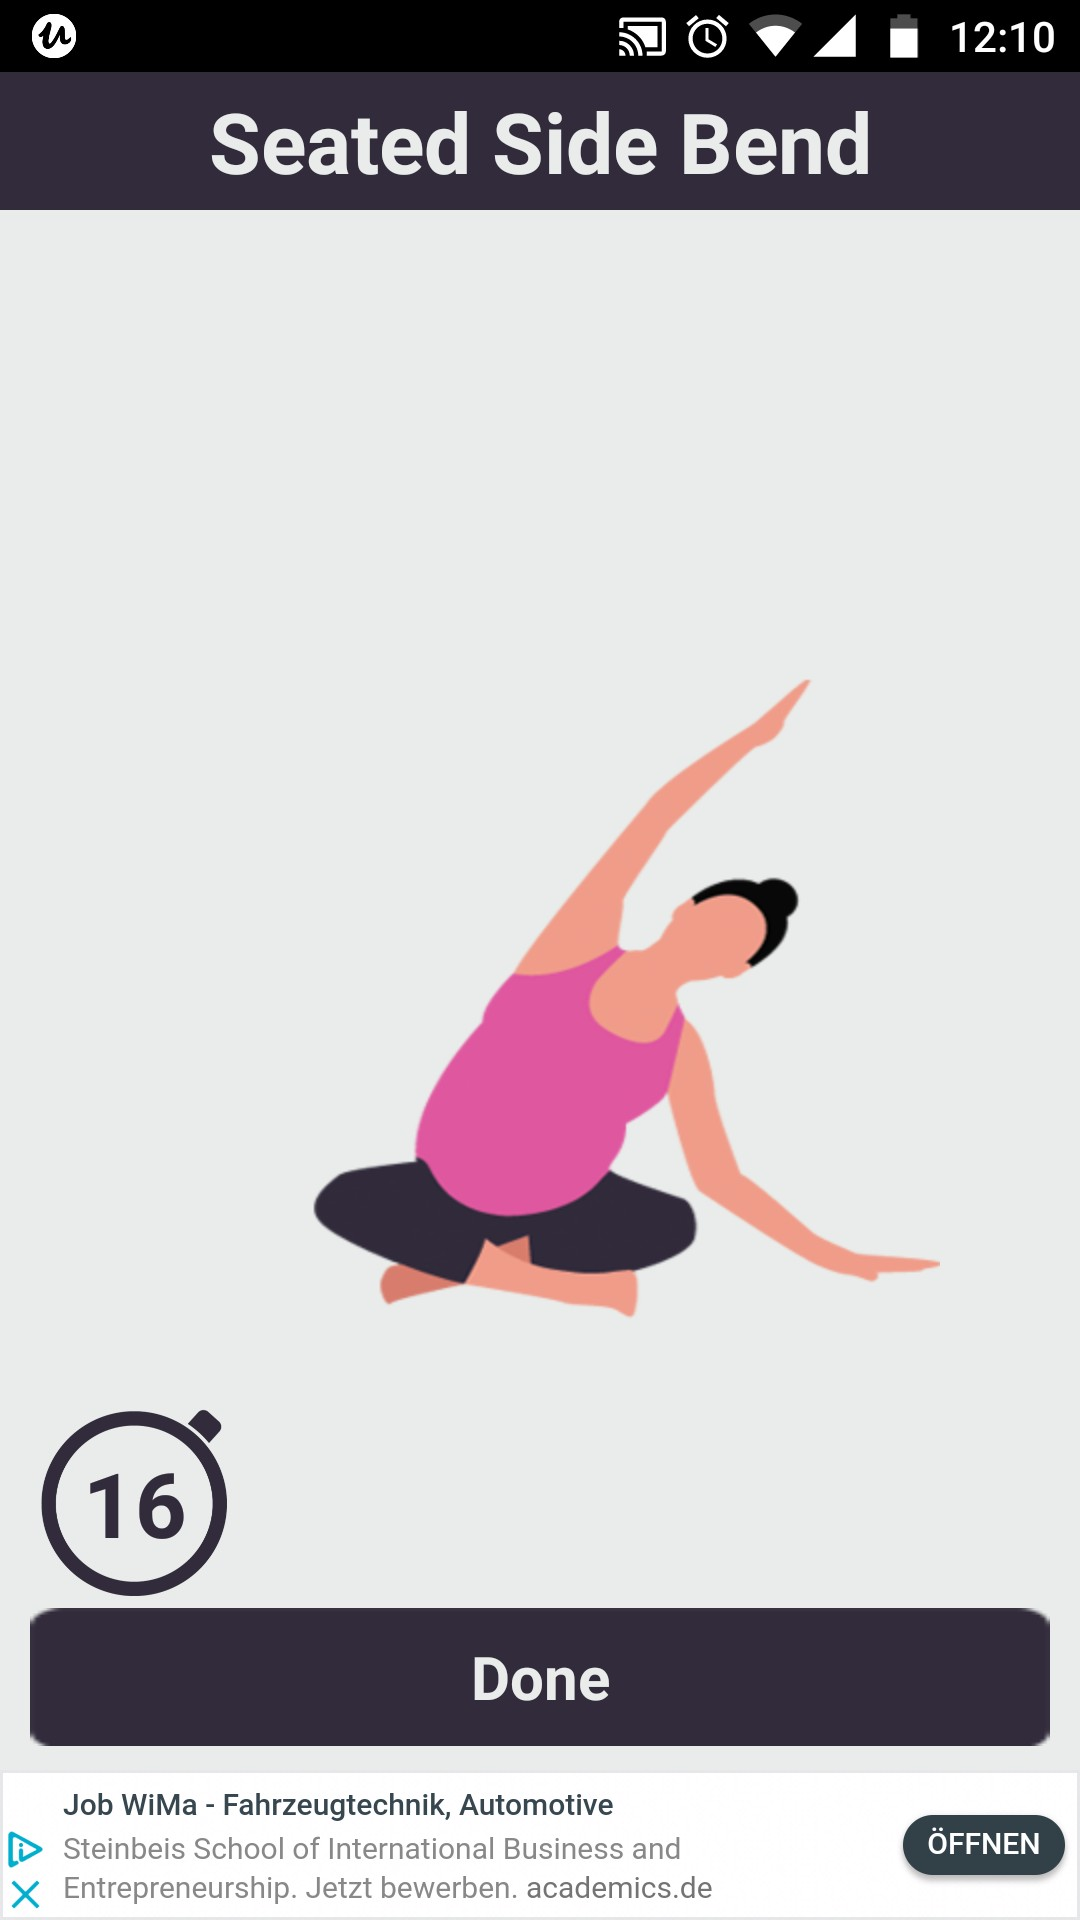 12:10
Seated Side Bend
16
Done
Job WiMa - Fahrzeugtechnik, Automotive
Steinbeis School of International Business and
Entrepreneurship. Jetzt bewerben. academics.de
ÖFFNEN